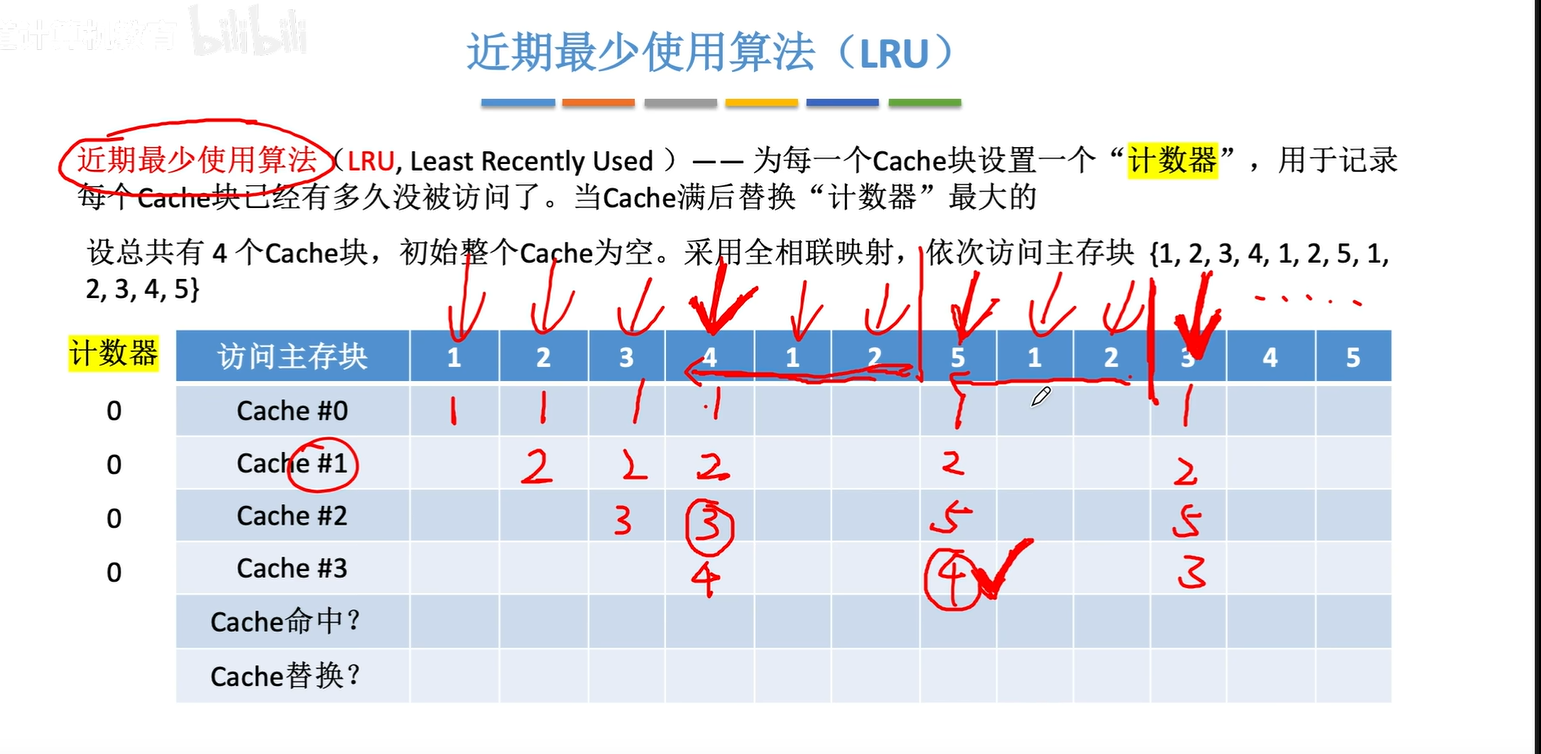 计算机教育 bilibili
近期最少使用算法（LRU）
近期最少使用算法（LRU, Least Recently Used ）—— 为每一个Cache块设置一个“计数器”，用于记录
每个Cache块已经有多久没被访问了。当Cache满后替换“计数器”最大的
设总共有 4 个Cache块，初始整个Cache为空。采用全相联映射，依次访问主存块 {1, 2, 3, 4, 1, 2, 5, 1,
2, 3, 4, 5}
计数器 访问主存块 1 2 3 4 1 2 5 1 2 3 4 5
0 Cache #0 1 1 1 1 1 1
0 Cache #1 2 2 2 2 2
0 Cache #2 3 3 5 5
0 Cache #3 4 4 3
Cache命中？
Cache替换？